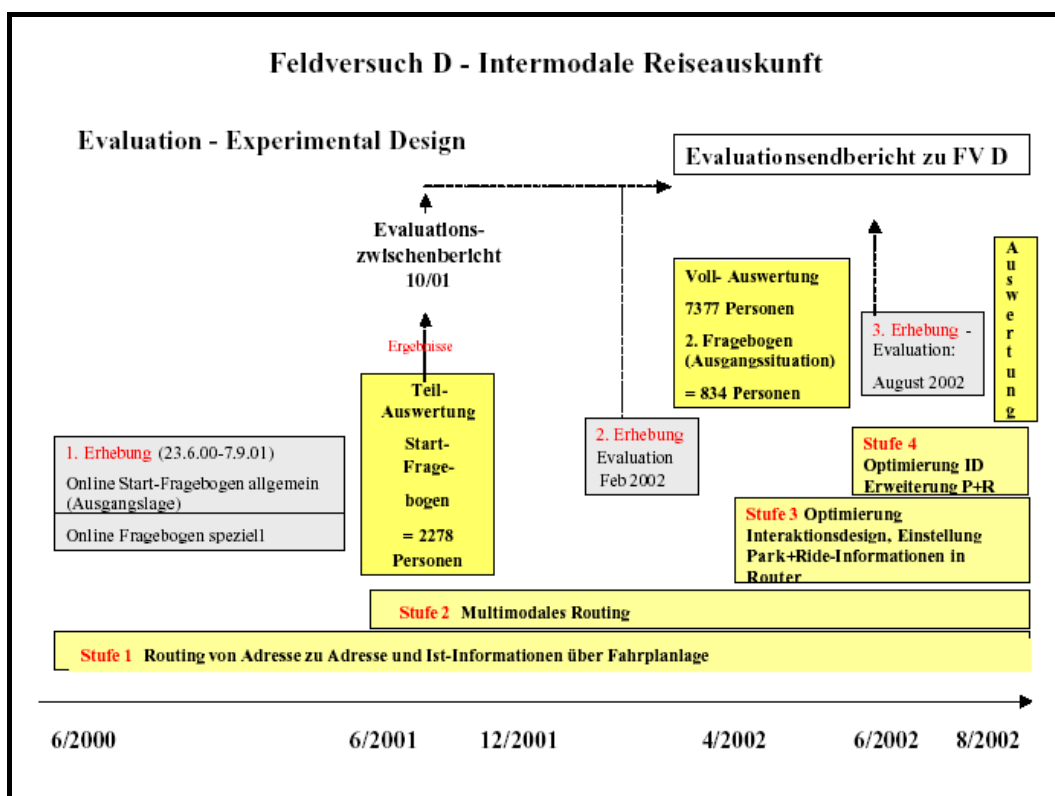 Feldversuch D - Intermodale Reiseauskunft
Evaluation - Experimental Design
Evaluationsendbericht zu FV D
Evaluations-
zwischenbericht
10/01
Ergebnisse
Teil-
Auswertung
Start-
Frage-
bogen
= 2278
Personen
1. Erhebung (23.6.00-7.9.01)
Online Start-Fragebogen allgemein
(Ausgangslage)
Online Fragebogen speziell
2. Erhebung
Evaluation
Feb 2002
Voll- Auswertung
7377 Personen
2. Fragebogen
(Ausgangssituation)
= 834 Personen
3. Erhebung -
Evaluation:
August 2002
Auswertung
Stufe 4
Optimierung ID
Erweiterung P+R
Stufe 3 Optimierung
Interaktionsdesign, Einstellung
Park+Ride-Informationen in
Router
Stufe 2 Multimodales Routing
Stufe 1 Routing von Adresse zu Adresse und Ist-Informationen über Fahrplanlage
6/2000 6/2001 12/2001 4/2002 6/2002 8/2002